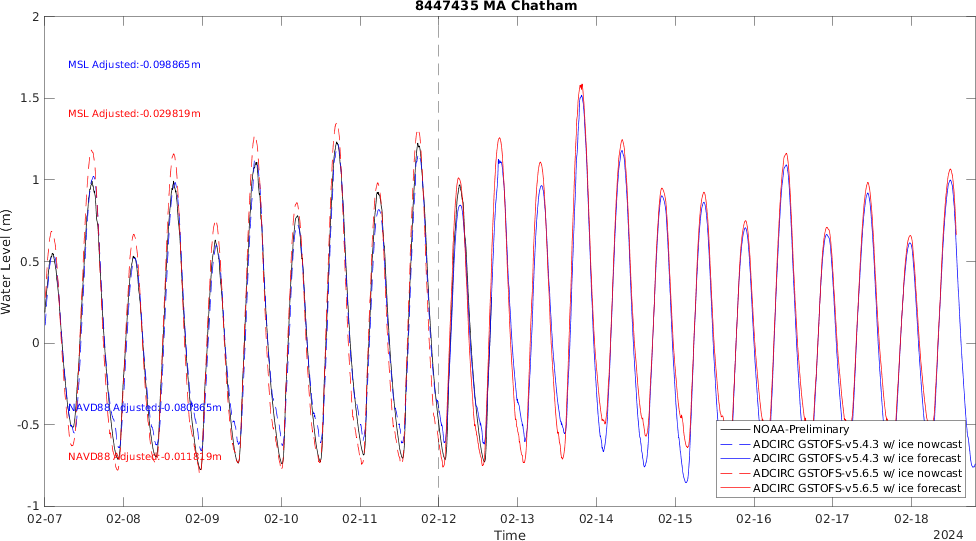 8447435 MA Chatham
MSL Adjusted:-0.098865m
MSL Adjusted:-0.029819m
NAVD88 Adjusted:-0.080865m
NAVD88 Adjusted:-0.011819m
Water Level (m)
2
1.5
1
0.5
0
-0.5
-1
NOAA-Preliminary
ADCIRC GSTOFS-v5.4.3 w/ ice nowcast
ADCIRC GSTOFS-v5.4.3 w/ ice forecast
ADCIRC GSTOFS-v5.6.5 w/ ice nowcast
ADCIRC GSTOFS-v5.6.5 w/ ice forecast
02-07 02-08 02-09 02-10 02-11 02-12 02-13 02-14 02-15 02-16 02-17 02-18
Time
2024